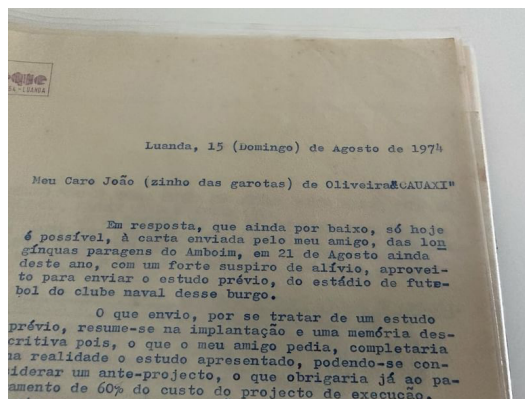 -LUANDA
Luanda, 15 (Domingo) de Agosto de 1974
Meu Caro João (zinho das garotas) de Oliveira&CAUAXI"
Em resposta, que ainda por baixo, só hoje
é possível, à carta enviada pelo meu amigo, das lon
gínquas paragens do Amboim, em 21 de Agosto ainda
deste ano, com um forte suspiro de alívio, aprovei-
to para enviar o estudo prévio, do estádio de fute-
bol do clube naval desse burgo.
O que envio, por se tratar de um estudo
prévio, resume-se na implantação e uma memória des-
critiva pois, o que o meu amigo pedia, completaria
na realidade o estudo apresentado, podendo-se con-
siderar um ante-projecto, o que obrigaria já ao pa-
gamento de 60% do custo do projecto de execução.